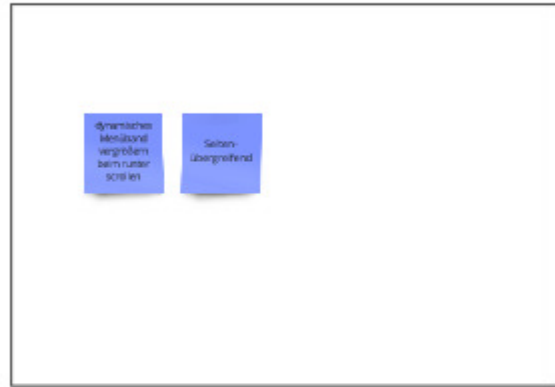 dynamisches
Menüband
vergrößern
beim runter
scrollen
Seiten-
übergreifend